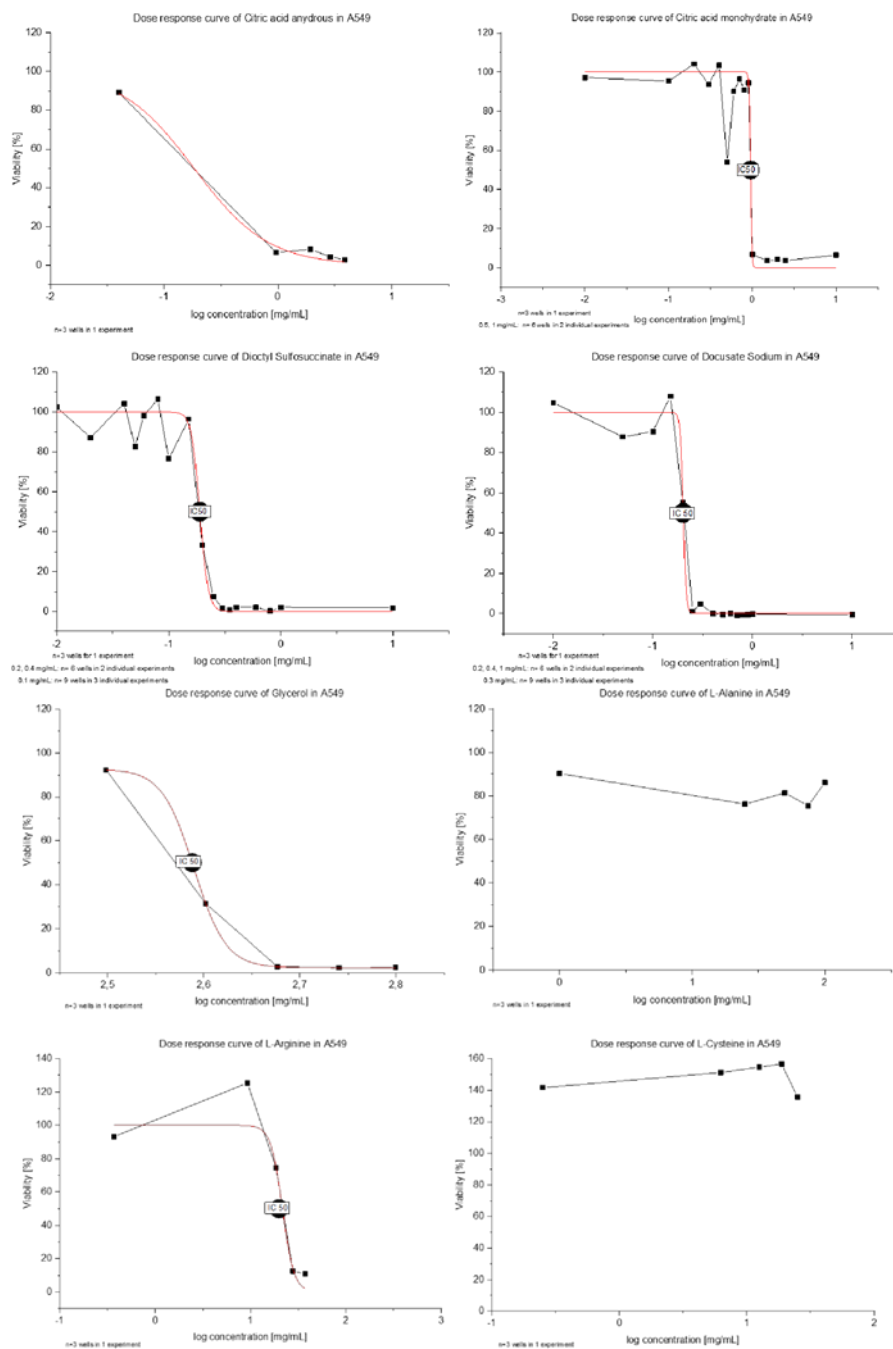 Dose response curve of Citric acid anydrous in A549
120
100
80
60
40
20
0
Viability [%]
-2
-1
0
1
log concentration [mg/mL]
n=3 wells in 1 experiment
Dose response curve of Citric acid monohydrate in A549
120
100
80
60
40
20
0
Viability [%]
IC50
-3
-2
-1
0
1
log concentration [mg/mL]
n=3 wells in 1 experiment
0.5, 1 mg/mL: n= 6 wells in 2 individual experiments
Dose response curve of Dioctyl Sulfosuccinate in A549
120
100
80
60
40
20
0
Viability [%]
IC50
-2
-1
0
1
log concentration [mg/mL]
n=3 wells for 1 experiment
0.2, 0.4 mg/mL: n= 6 wells in 2 individual experiments
0.1 mg/mL: n= 9 wells in 3 individual experiments
Dose response curve of Docusate Sodium in A549
120
100
80
60
40
20
0
Viability [%]
IC 50
-2
-1
0
1
log concentration [mg/mL]
n=3 wells for 1 experiment
0.2, 0.4, 1 mg/mL: n= 6 wells in 2 individual experiments
0.3 mg/mL: n= 9 wells in 3 individual experiments
Dose response curve of Glycerol in A549
120
100
80
60
40
20
0
Viability [%]
IC 50
2,5
2,6
2,7
2,8
log concentration [mg/mL]
n=3 wells in 1 experiment
Dose response curve of L-Alanine in A549
120
100
80
60
40
20
0
Viability [%]
0
1
2
log concentration [mg/mL]
n=3 wells in 1 experiment
Dose response curve of L-Arginine in A549
140
120
100
80
60
40
20
0
Viability [%]
IC 50
-1
0
1
2
3
log concentration [mg/mL]
n=3 wells in 1 experiment
Dose response curve of L-Cysteine in A549
160
140
120
100
80
60
40
20
0
Viability [%]
-1
0
1
2
log concentration [mg/mL]
n=3 wells in 1 experiment